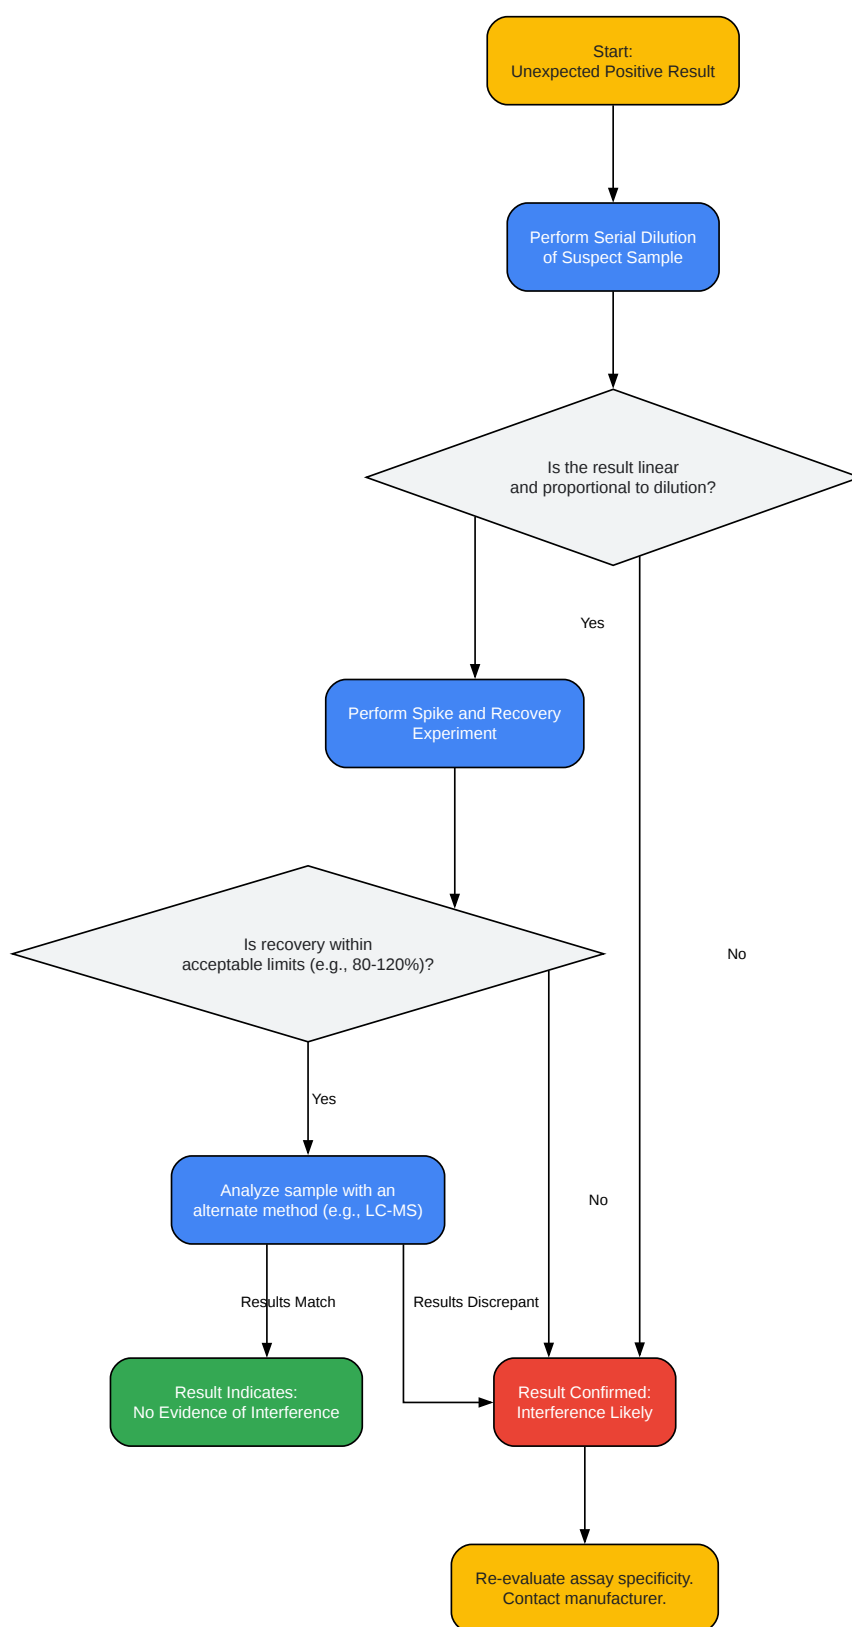 Start:
Unexpected Positive Result
Perform Serial Dilution
of Suspect Sample
Is the result linear
and proportional to dilution?
Yes
Perform Spike and Recovery
Experiment
Is recovery within
acceptable limits (e.g., 80-120%)?
No
Yes
Analyze sample with an
alternate method (e.g., LC-MS)
No
Results Match
Results Discrepant
Result Indicates:
No Evidence of Interference
Result Confirmed:
Interference Likely
Re-evaluate assay specificity.
Contact manufacturer.